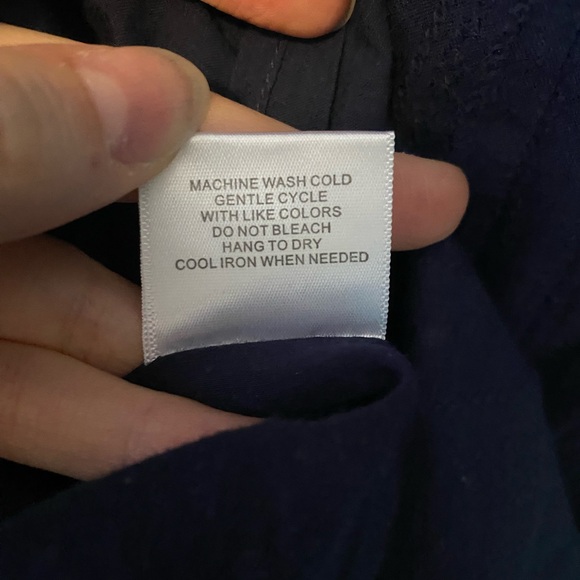 MACHINE WASH COLD
GENTLE CYCLE
WITH LIKE COLORS
DO NOT BLEACH
HANG TO DRY
COOL IRON WHEN NEEDED